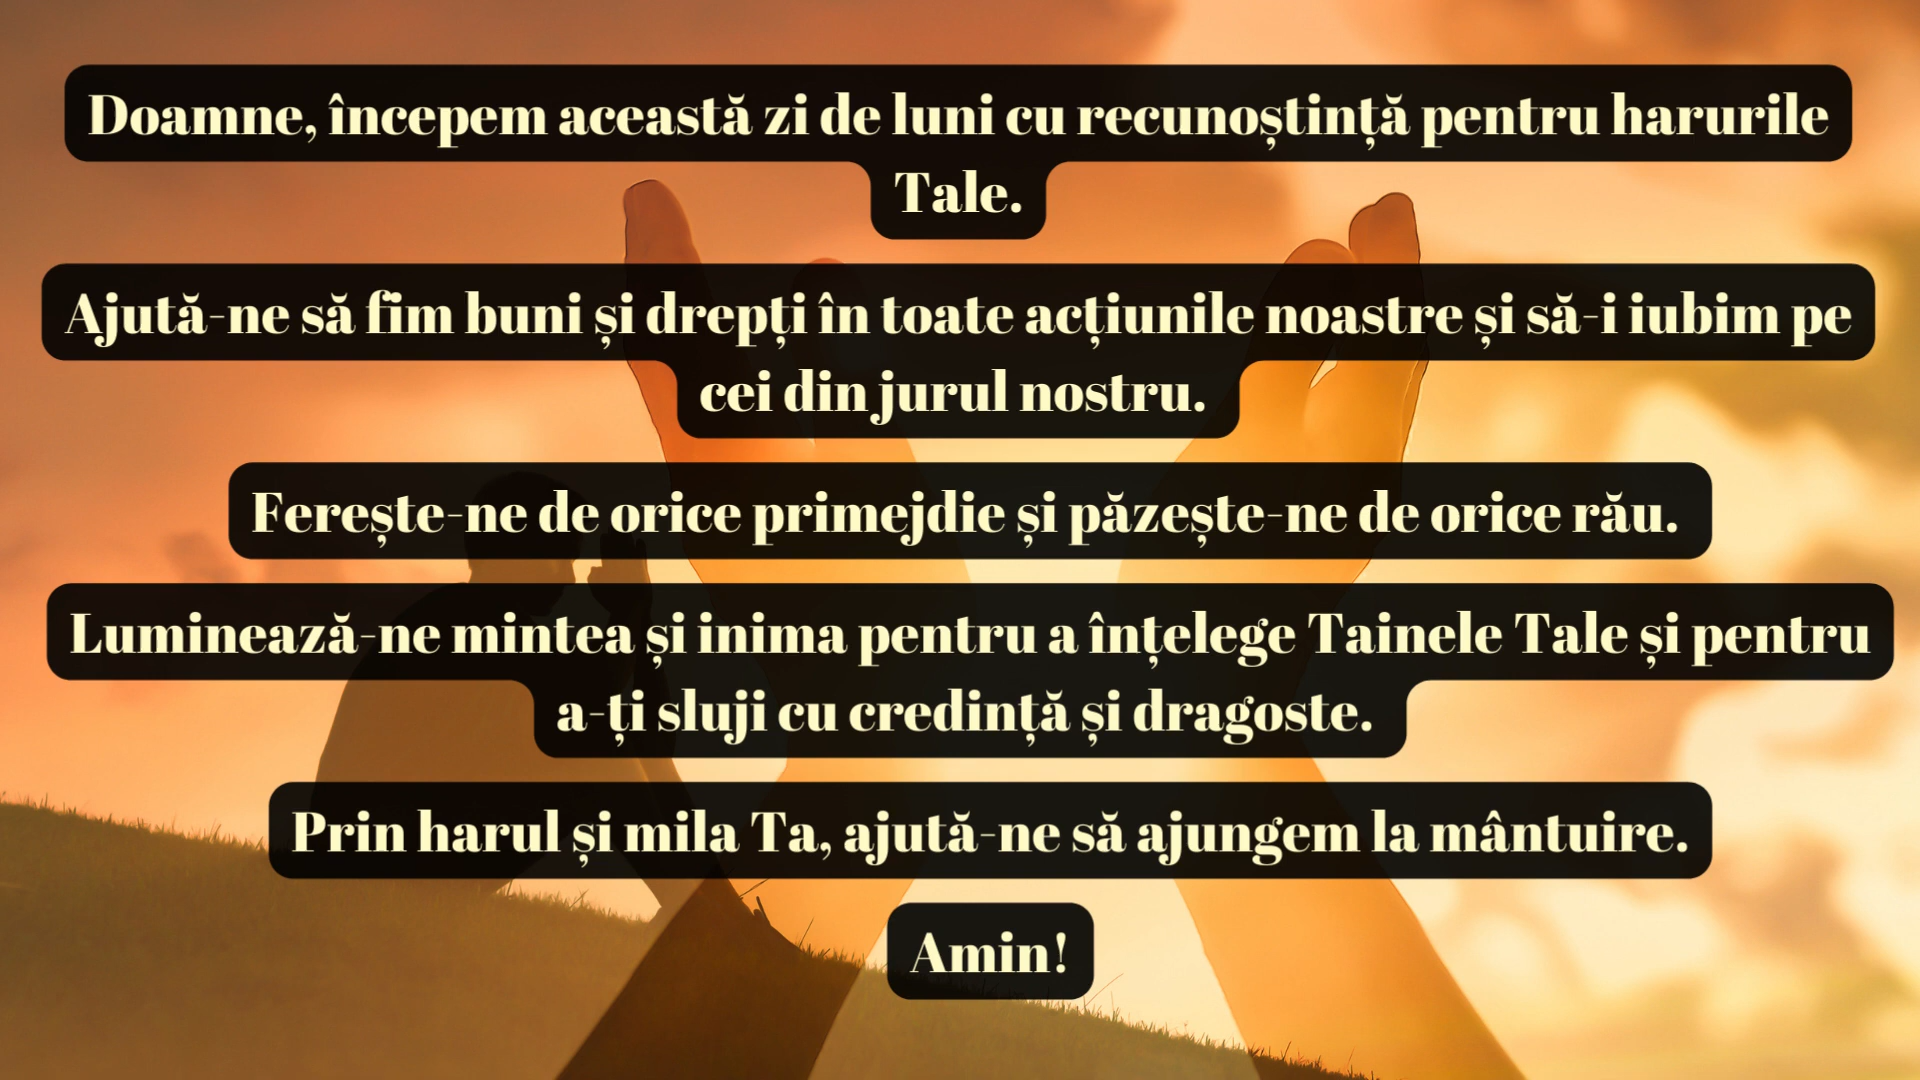 Doamne, începem această zi de luni cu recunoștință pentru harurile
Tale.
Ajută-ne să fim buni și drepți în toate acțiunile noastre și să-i iubim pe
cei din jurul nostru.
Ferește-ne de orice primejdie și păzește-ne de orice rău.
Luminează-ne mintea și inima pentru a înțelege Tainele Tale și pentru
a-ți sluji cu credință și dragoste.
Prin harul și mila Ta, ajută-ne să ajungem la mântuire.
Amin!